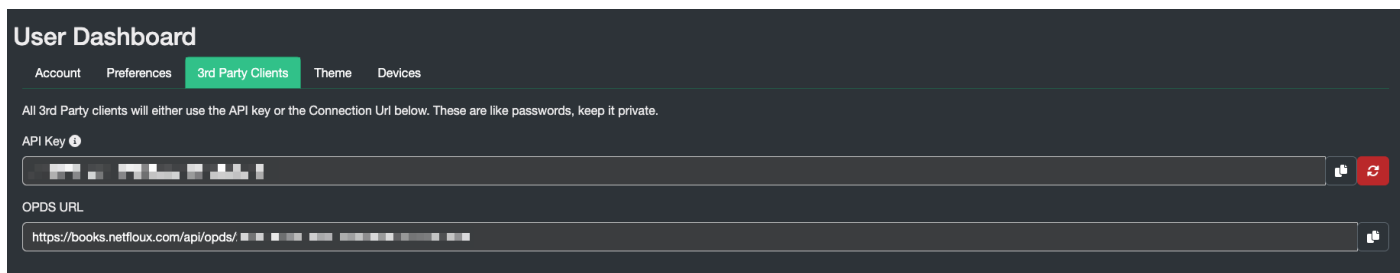 User Dashboard
Account Preferences 3rd Party Clients Theme Devices
All 3rd Party clients will either use the API key or the Connection Url below. These are like passwords, keep it private.
API Key
OPDS URL
https://books.netfloux.com/api/opds/